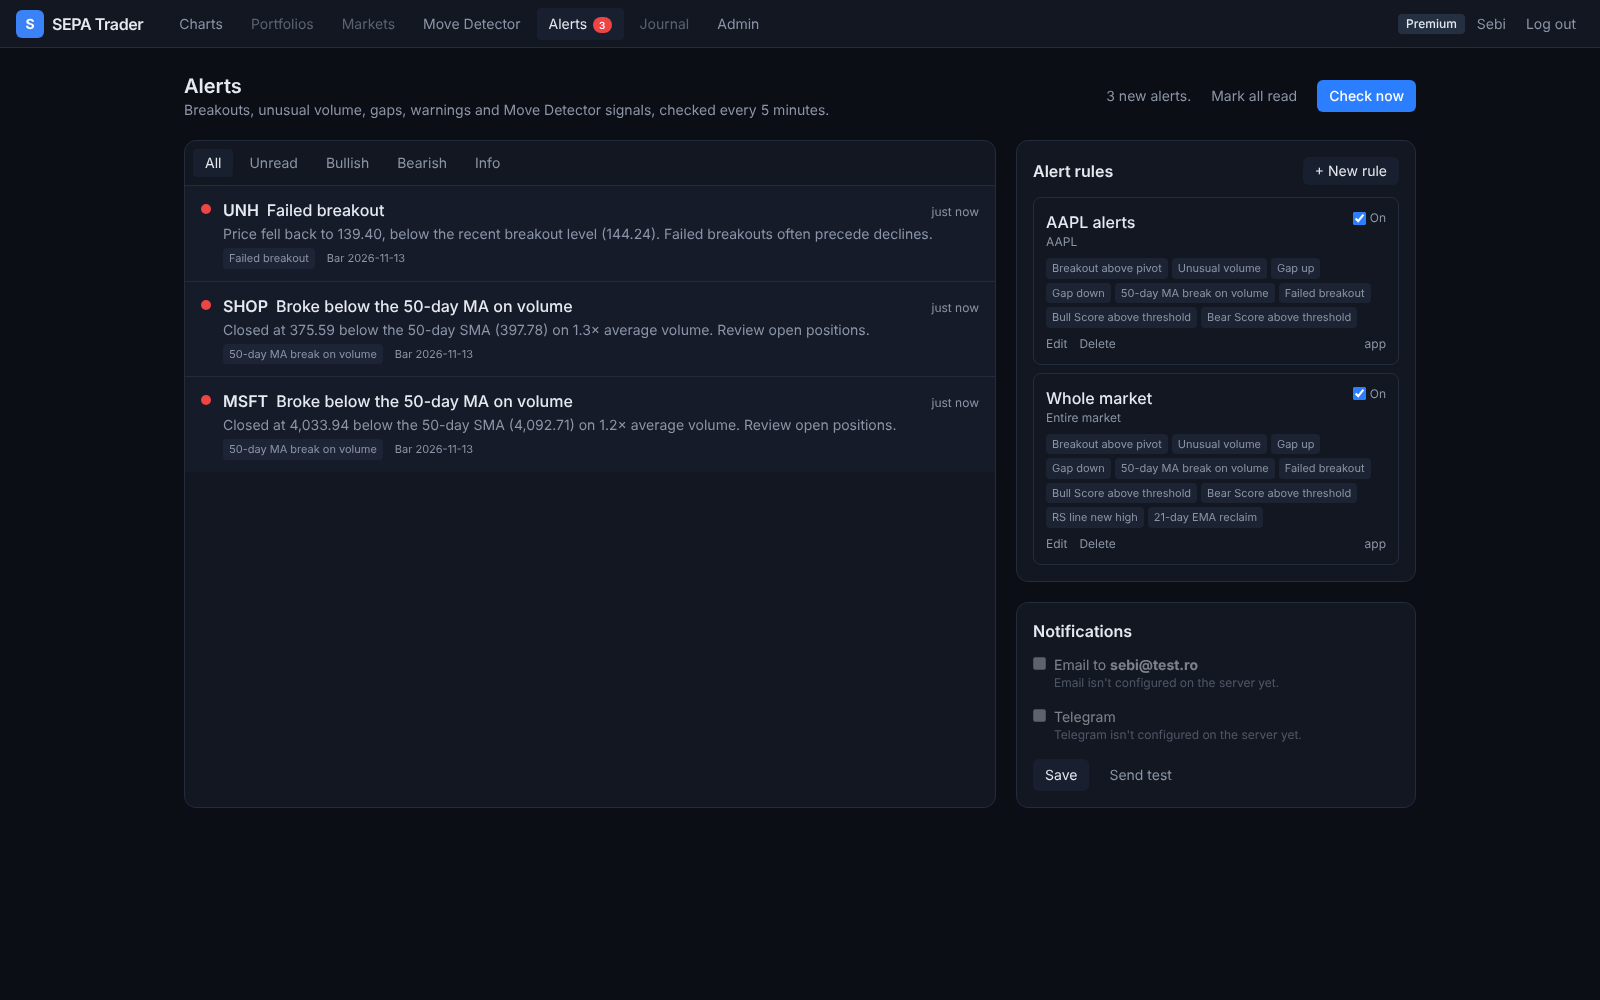 S SEPA Trader Charts Portfolios Markets Move Detector Alerts 3 Journal Admin Premium Sebi Log out
Alerts
Breakouts, unusual volume, gaps, warnings and Move Detector signals, checked every 5 minutes.
3 new alerts. Mark all read Check now
All Unread Bullish Bearish Info
UNH Failed breakout just now
Price fell back to 139.40, below the recent breakout level (144.24). Failed breakouts often precede declines.
Failed breakout Bar 2026-11-13
SHOP Broke below the 50-day MA on volume just now
Closed at 375.59 below the 50-day SMA (397.78) on 1.3× average volume. Review open positions.
50-day MA break on volume Bar 2026-11-13
MSFT Broke below the 50-day MA on volume just now
Closed at 4,033.94 below the 50-day SMA (4,092.71) on 1.2× average volume. Review open positions.
50-day MA break on volume Bar 2026-11-13
Alert rules + New rule
AAPL alerts On
AAPL
Breakout above pivot Unusual volume Gap up
Gap down 50-day MA break on volume Failed breakout
Bull Score above threshold Bear Score above threshold
Edit Delete app
Whole market On
Entire market
Breakout above pivot Unusual volume Gap up
Gap down 50-day MA break on volume Failed breakout
Bull Score above threshold Bear Score above threshold
RS line new high 21-day EMA reclaim
Edit Delete app
Notifications
Email to sebi@test.ro
Email isn't configured on the server yet.
Telegram
Telegram isn't configured on the server yet.
Save Send test